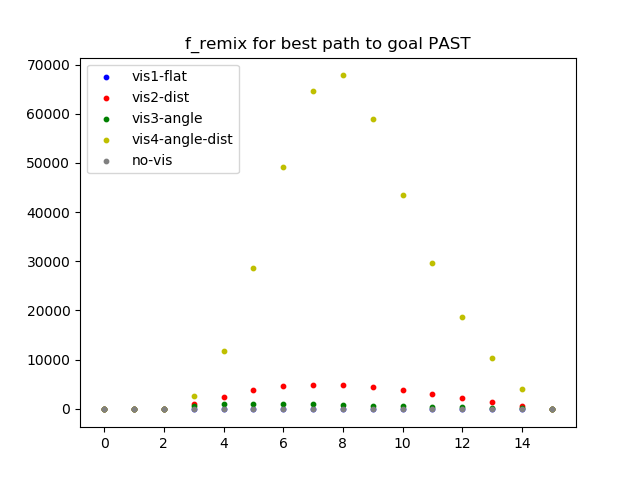 f_remix for best path to goal PAST
70000
60000
50000
40000
30000
20000
10000
0
vis1-flat
vis2-dist
vis3-angle
vis4-angle-dist
no-vis
0 2 4 6 8 10 12 14